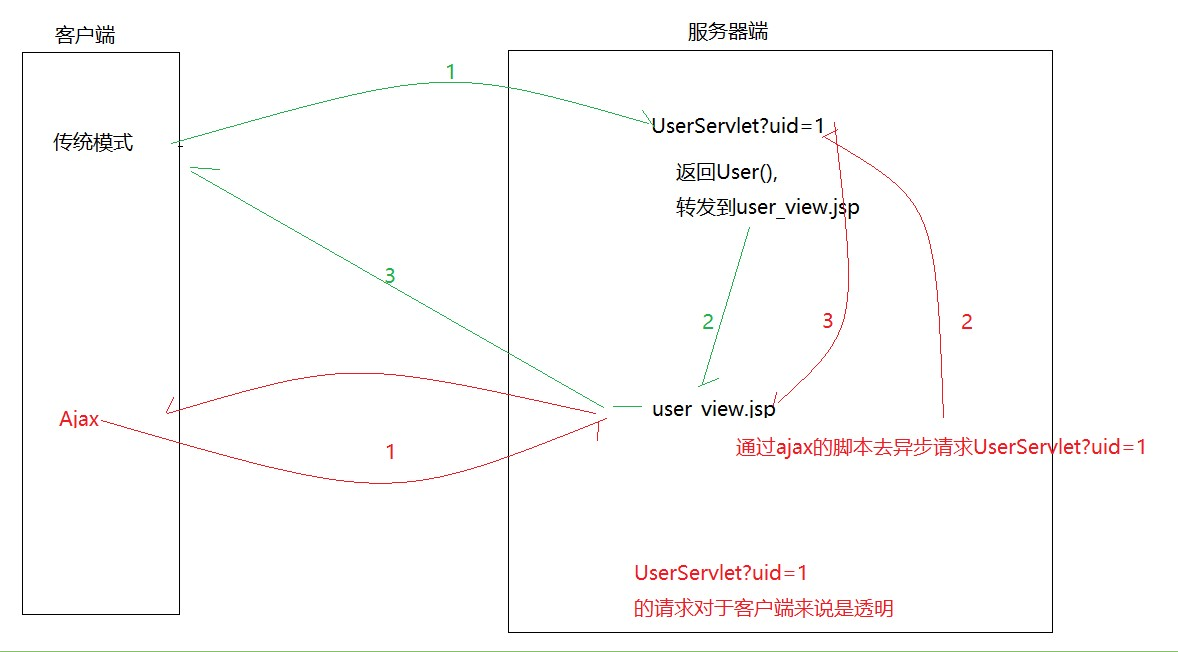 客户端
服务器端
1
传统模式
UserServlet?uid=1
返回User(),
转发到user_view.jsp
3
2
3
2
Ajax
user_view.jsp
1
通过ajax的脚本去异步请求UserServlet?uid=1
UserServlet?uid=1
的请求对于客户端来说是透明